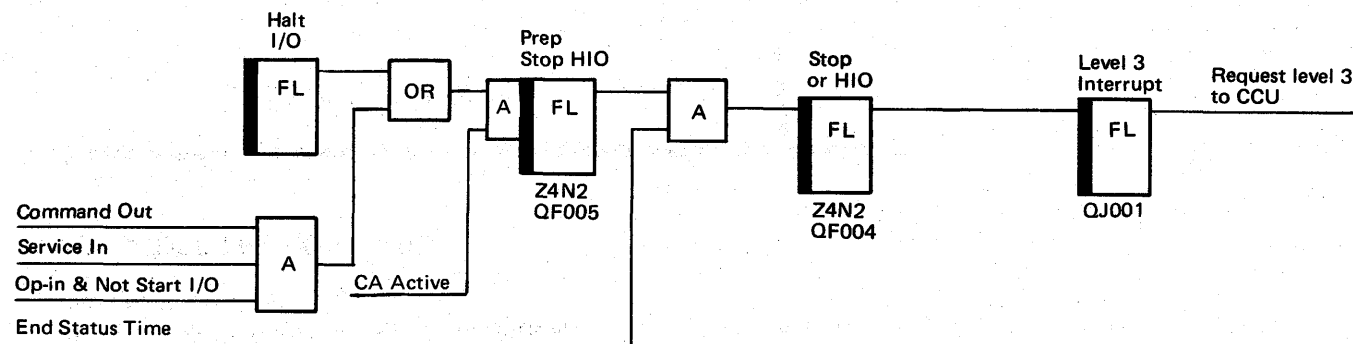 Halt
I/O
FL
OR
Prep
Stop HIO
A
FL
Z4N2
QF005
A
Stop
or HIO
FL
Z4N2
QF004
Level 3
Interrupt
FL
QJ001
Request level 3
to CCU
Command Out
Service In
Op-in & Not Start I/O
A
CA Active
End Status Time